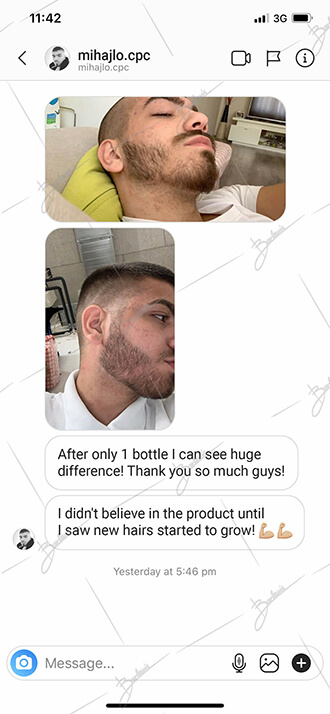 11:42
3G
mihajlo.cpc
mihajlo.cpc
After only 1 bottle I can see huge
difference! Thank you so much guys!
I didn't believe in the product until
I saw new hairs started to grow! 💪🏼💪🏼
Yesterday at 5:46 pm
Message...